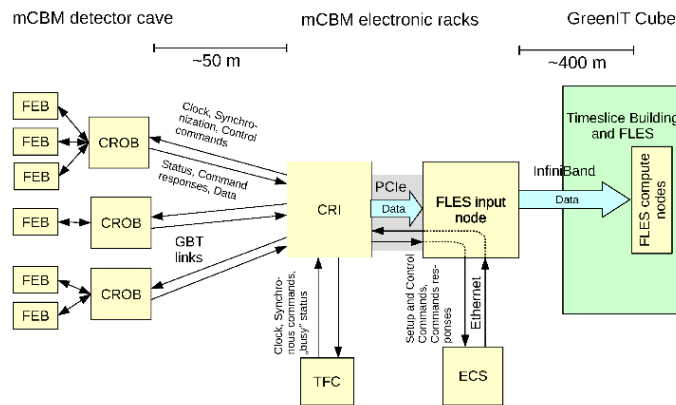 mCBM detector cave
mCBM electronic racks
GreenIT Cube
~50 m
~400 m
FEB
FEB
FEB
CROB
Clock, Synchro-
nization, Control
commands
Status, Command
responses, Data
FEB
CROB
GBT
links
FEB
FEB
CROB
CRI
PCIe
Data
FLES input
node
InfiniBand
Data
Timeslice Building
and FLES
FLES compute
nodes
Clock, Synchro-
nous commands,
„busy“ status
TFC
Setup and Control
Commands,
Commands res-
ponses
Ethernet
ECS